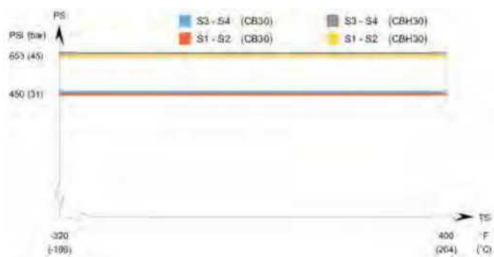 PS
S3 - S4 (CB30)
S3 - S4 (CBH30)
PSI (bar)
S1 - S2 (CB30)
S1 - S2 (CBH30)
653 (45)
450 (31)
TS
-320
400
°F
(-196)
(204)
(°C)